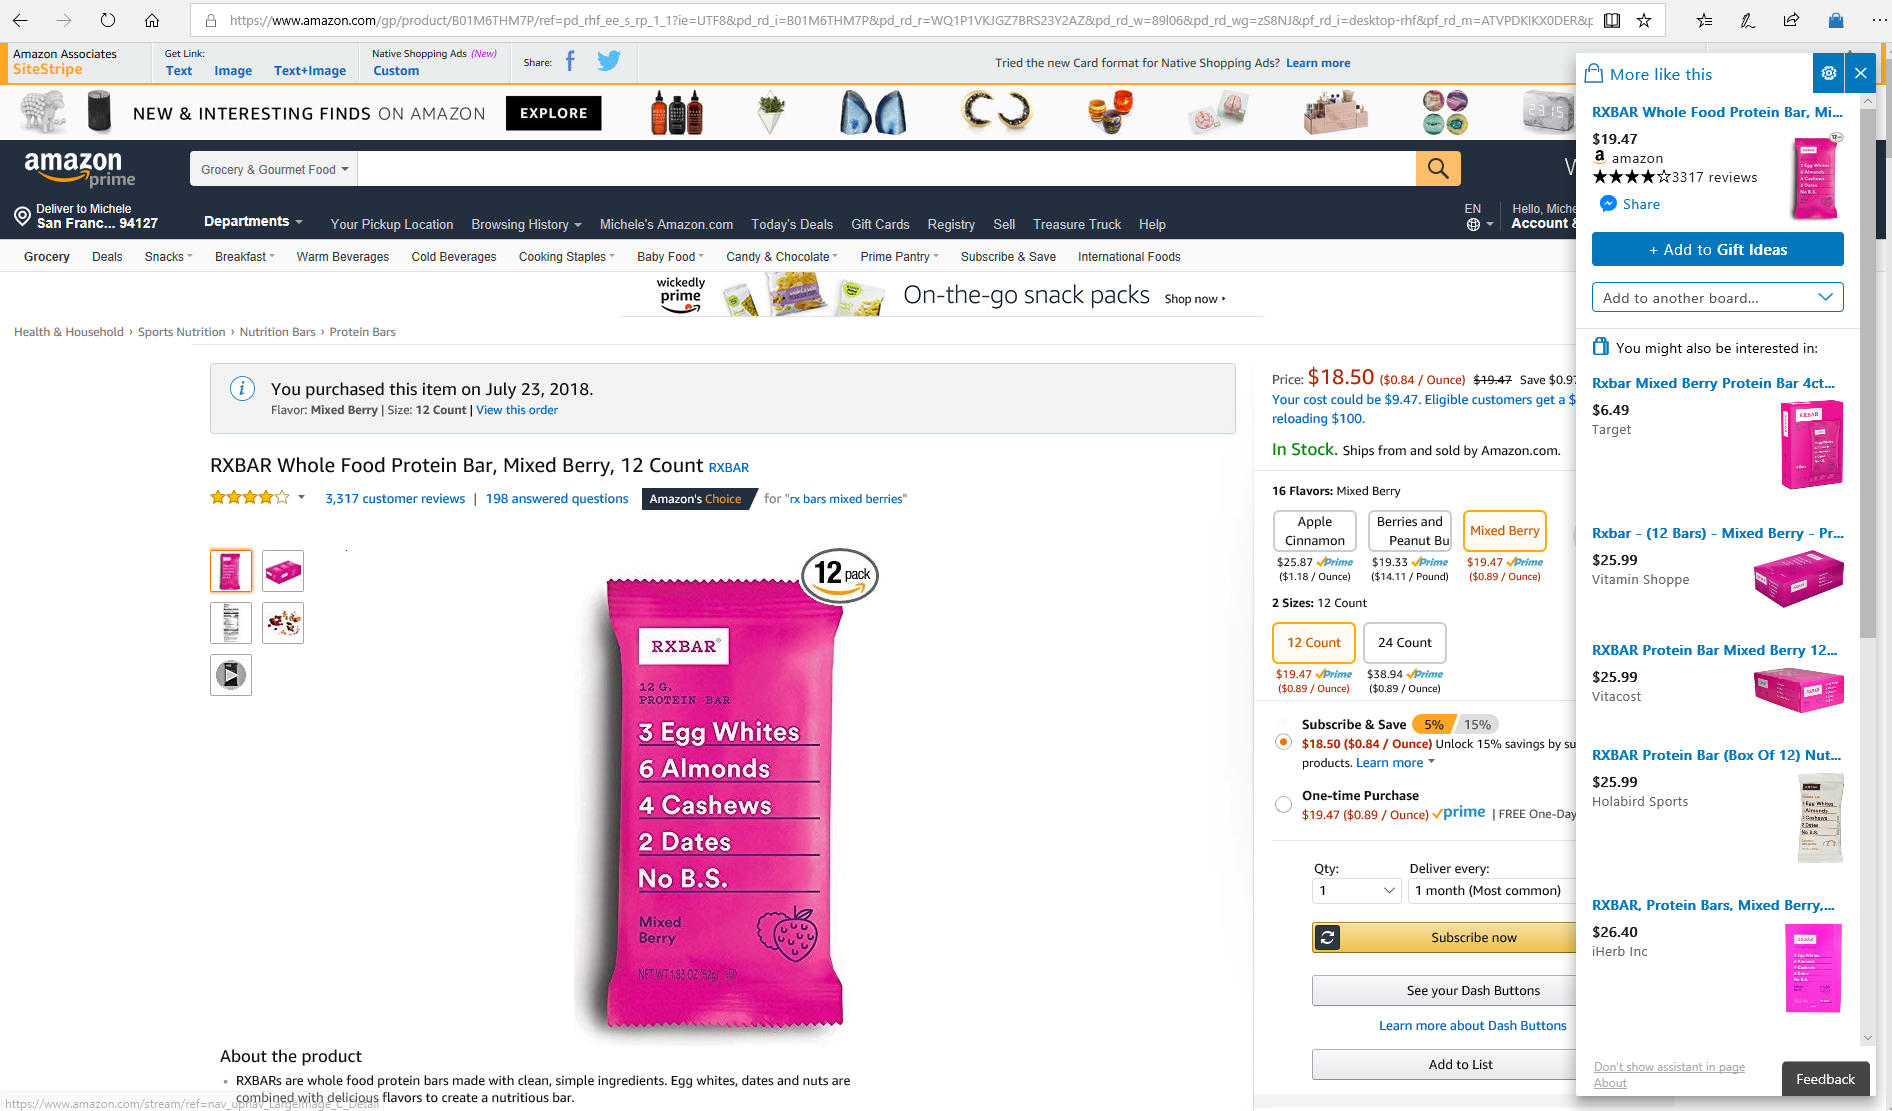 https://www.amazon.com/gp/product/B01M6THM7P/ref=pd_rhf_ee_s_rp_1_1?ie=UTF8&pd_rd_i=B01M6THM7P&pd_rd_r=WQ1P1VKJGZ7BRS23Y2AZ&pd_rd_w=89l06&pd_rd_wg=zS8NJ&pf_rd_i=desktop-rhf&pf_rd_m=ATVPDKIKX0DER&p
Amazon Associates
SiteStripe
Get Link:
Text Image Text+Image
Native Shopping Ads (New)
Custom
Share:
Tried the new Card format for Native Shopping Ads? Learn more
NEW & INTERESTING FINDS ON AMAZON EXPLORE
amazon prime
Grocery & Gourmet Food
Deliver to Michele
San Franc... 94127
Departments Your Pickup Location Browsing History Michele's Amazon.com Today's Deals Gift Cards Registry Sell Treasure Truck Help
EN
Hello, Miche
Account &
Grocery Deals Snacks Breakfast Warm Beverages Cold Beverages Cooking Staples Baby Food Candy & Chocolate Prime Pantry Subscribe & Save International Foods
wickedly
prime
On-the-go snack packs Shop now
Health & Household › Sports Nutrition › Nutrition Bars › Protein Bars
You purchased this item on July 23, 2018.
Flavor: Mixed Berry | Size: 12 Count | View this order
RXBAR Whole Food Protein Bar, Mixed Berry, 12 Count RXBAR
3,317 customer reviews | 198 answered questions Amazon's Choice for "rx bars mixed berries"
12 pack
RXBAR
12 G.
PROTEIN BAR
3 Egg Whites
6 Almonds
4 Cashews
2 Dates
No B.S.
Mixed
Berry
NET WT 1.83 OZ (52g)
About the product
• RXBARs are whole food protein bars made with clean, simple ingredients. Egg whites, dates and nuts are
combined with delicious flavors to create a nutritious bar.
https://www.amazon.com/stream/ref=nav_upnav_LargeImage_C_Detail
Price: $18.50 ($0.84 / Ounce) $19.47 Save $0.97
Your cost could be $9.47. Eligible customers get a $
reloading $100.
In Stock. Ships from and sold by Amazon.com.
16 Flavors: Mixed Berry
Apple
Cinnamon
$25.87 Prime
($1.18 / Ounce)
Berries and
Peanut Bu
$19.33 Prime
($14.11 / Pound)
Mixed Berry
$19.47 Prime
($0.89 / Ounce)
2 Sizes: 12 Count
12 Count
$19.47 Prime
($0.89 / Ounce)
24 Count
$38.94 Prime
($0.89 / Ounce)
Subscribe & Save 5% 15%
$18.50 ($0.84 / Ounce) Unlock 15% savings by su
products. Learn more
One-time Purchase
$19.47 ($0.89 / Ounce) prime | FREE One-Day
Qty: Deliver every:
1 1 month (Most common)
Subscribe now
See your Dash Buttons
Learn more about Dash Buttons
Add to List
More like this
RXBAR Whole Food Protein Bar, Mi...
$19.47
a amazon
3317 reviews
Share
+ Add to Gift Ideas
Add to another board...
You might also be interested in:
Rxbar Mixed Berry Protein Bar 4ct...
$6.49
Target
Rxbar - (12 Bars) - Mixed Berry - Pr...
$25.99
Vitamin Shoppe
RXBAR Protein Bar Mixed Berry 12...
$25.99
Vitacost
RXBAR Protein Bar (Box Of 12) Nut...
$25.99
Holabird Sports
RXBAR, Protein Bars, Mixed Berry,...
$26.40
iHerb Inc
Don't show assistant in page
About
Feedback